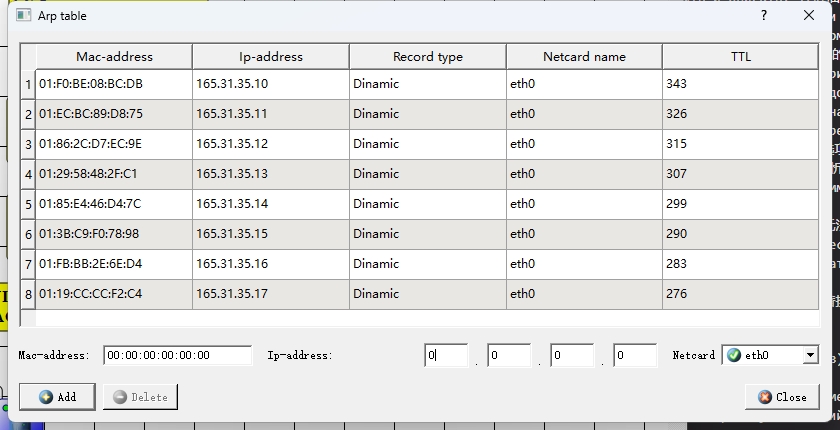 Arp table ?
Mac-address Ip-address Record type Netcard name TTL
1 01:F0:BE:08:BC:DB 165.31.35.10 Dinamic eth0 343
2 01:EC:BC:89:D8:75 165.31.35.11 Dinamic eth0 326
3 01:86:2C:D7:EC:9E 165.31.35.12 Dinamic eth0 315
4 01:29:58:48:2F:C1 165.31.35.13 Dinamic eth0 307
5 01:85:E4:46:D4:7C 165.31.35.14 Dinamic eth0 299
6 01:3B:C9:F0:78:98 165.31.35.15 Dinamic eth0 290
7 01:FB:BB:2E:6E:D4 165.31.35.16 Dinamic eth0 283
8 01:19:CC:CC:F2:C4 165.31.35.17 Dinamic eth0 276
Mac-address: 00:00:00:00:00:00 Ip-address: 0 . 0 . 0 . 0 Netcard eth0
Add Delete Close